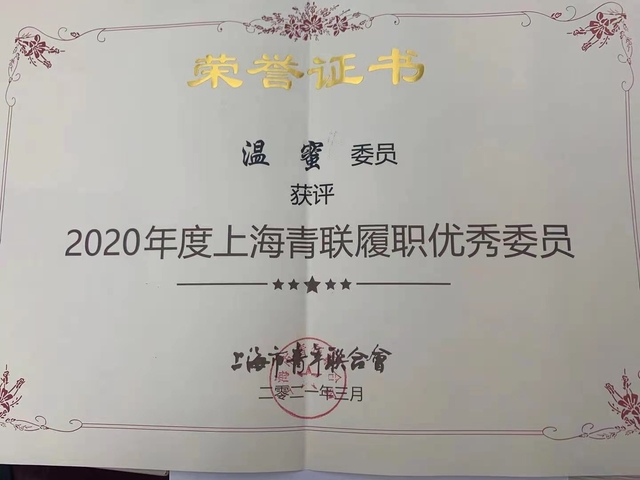 荣誉证书
温蜜 委员
获评
2020年度上海青联履职优秀委员
上海市青年联合會
二零二一年三月